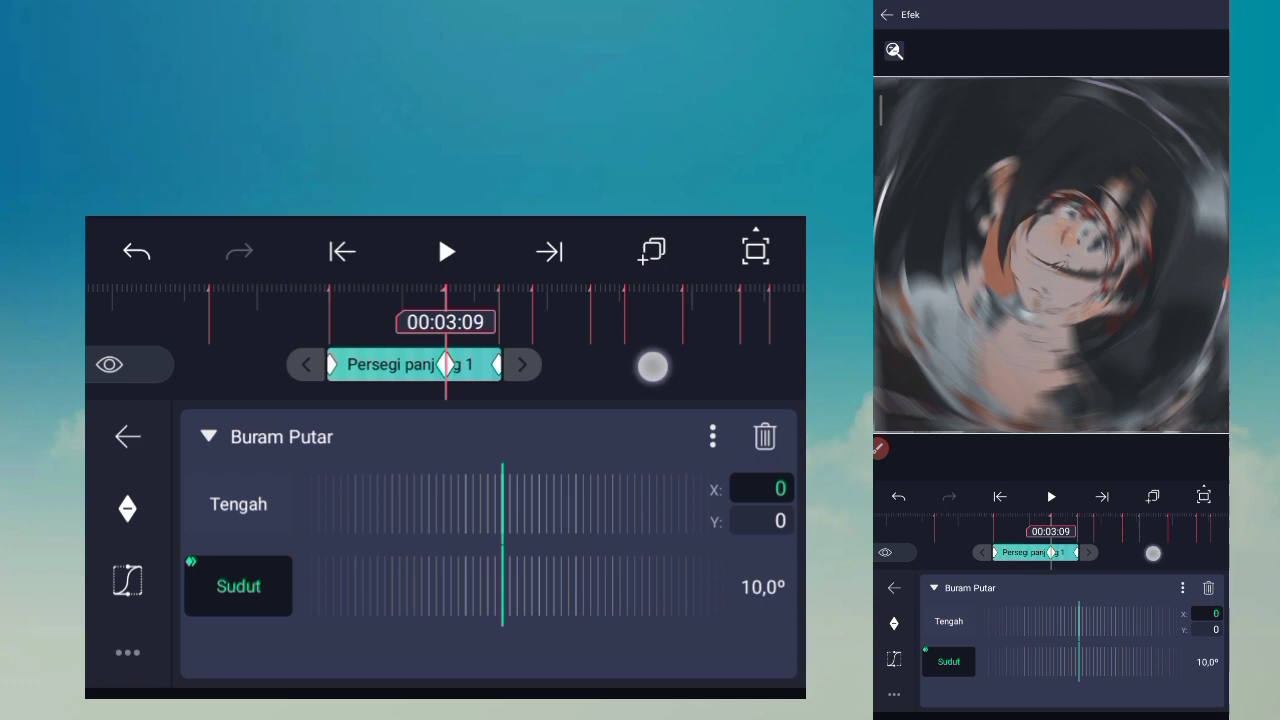 00:03:09
Persegi panj g 1
Buram Putar
Tengah
X: 0
Y: 0
Sudut
10,0º
Efek
00:03:09
Persegi panj g 1
Buram Putar
Tengah
X: 0
Y: 0
Sudut
10,0º